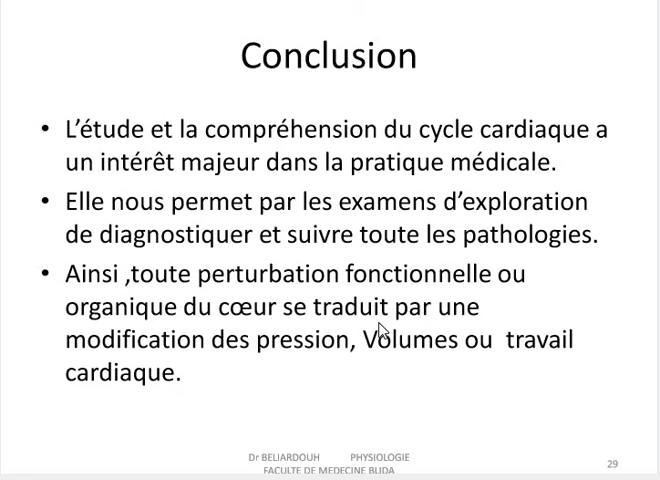 Conclusion
• L’étude et la compréhension du cycle cardiaque a
un intérêt majeur dans la pratique médicale.
• Elle nous permet par les examens d’exploration
de diagnostiquer et suivre toute les pathologies.
• Ainsi ,toute perturbation fonctionnelle ou
organique du cœur se traduit par une
modification des pression, Volumes ou  travail
cardiaque.
Dr BELIARDOUH PHYSIOLOGIE
FACULTE DE MEDECINE BLIDA
29